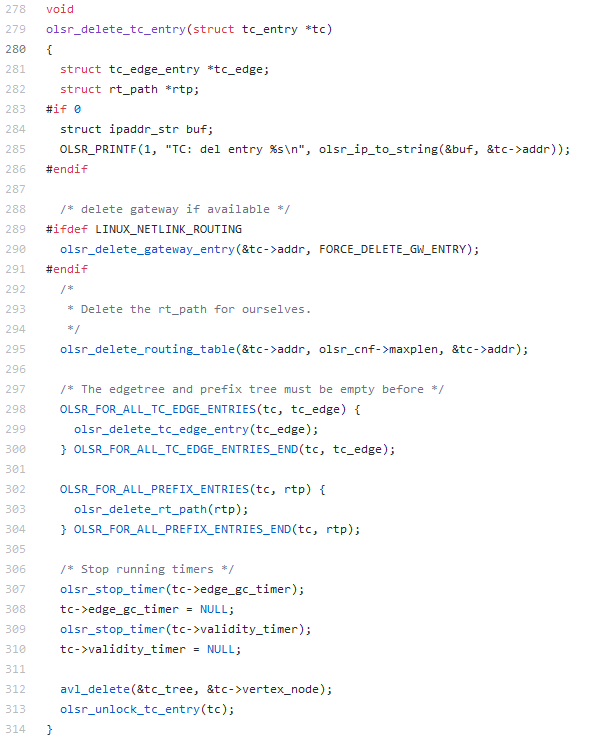 278 void
279 olsr_delete_tc_entry(struct tc_entry *tc)
280 {
281   struct tc_edge_entry *tc_edge;
282   struct rt_path *rtp;
283 #if 0
284   struct ipaddr_str buf;
285   OLSR_PRINTF(1, "TC: del entry %s\n", olsr_ip_to_string(&buf, &tc->addr));
286 #endif
287
288   /* delete gateway if available */
289 #ifdef LINUX_NETLINK_ROUTING
290   olsr_delete_gateway_entry(&tc->addr, FORCE_DELETE_GW_ENTRY);
291 #endif
292   /*
293    * Delete the rt_path for ourselves.
294    */
295   olsr_delete_routing_table(&tc->addr, olsr_cnf->maxplen, &tc->addr);
296
297   /* The edgetree and prefix tree must be empty before */
298   OLSR_FOR_ALL_TC_EDGE_ENTRIES(tc, tc_edge) {
299     olsr_delete_tc_edge_entry(tc_edge);
300   } OLSR_FOR_ALL_TC_EDGE_ENTRIES_END(tc, tc_edge);
301
302   OLSR_FOR_ALL_PREFIX_ENTRIES(tc, rtp) {
303     olsr_delete_rt_path(rtp);
304   } OLSR_FOR_ALL_PREFIX_ENTRIES_END(tc, rtp);
305
306   /* Stop running timers */
307   olsr_stop_timer(tc->edge_gc_timer);
308   tc->edge_gc_timer = NULL;
309   olsr_stop_timer(tc->validity_timer);
310   tc->validity_timer = NULL;
311
312   avl_delete(&tc_tree, &tc->vertex_node);
313   olsr_unlock_tc_entry(tc);
314 }